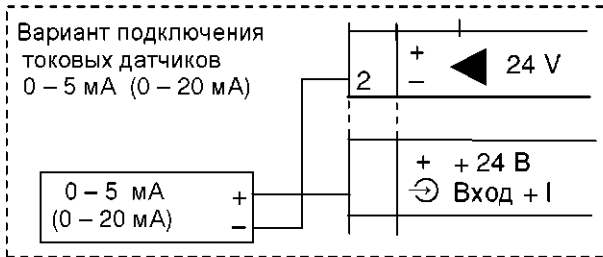 Вариант подключения
токовых датчиков
0 – 5 мА (0 – 20 мА)
2
+
–
24 V
+ + 24 В
Вход + I
0 – 5 мА +
(0 – 20 мА) –